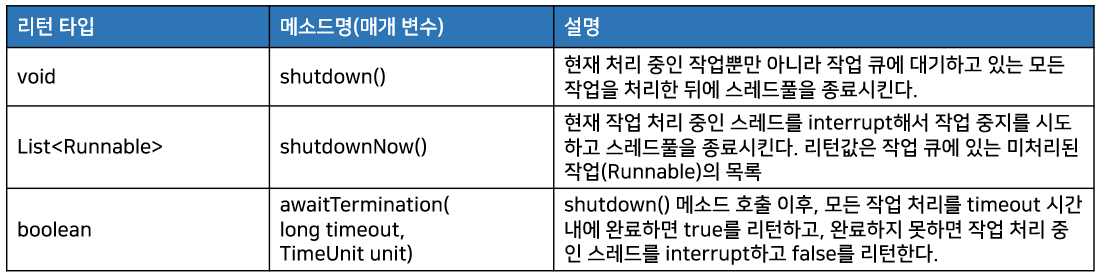 리턴 타입
메소드명(매개 변수)
설명
void
shutdown()
현재 처리 중인 작업뿐만 아니라 작업 큐에 대기하고 있는 모든
작업을 처리한 뒤에 스레드풀을 종료시킨다.
List<Runnable>
shutdownNow()
현재 작업 처리 중인 스레드를 interrupt해서 작업 중지를 시도
하고 스레드풀을 종료시킨다. 리턴값은 작업 큐에 있는 미처리된
작업(Runnable)의 목록
boolean
awaitTermination(
long timeout,
TimeUnit unit)
shutdown() 메소드 호출 이후, 모든 작업 처리를 timeout 시간
내에 완료하면 true를 리턴하고, 완료하지 못하면 작업 처리 중
인 스레드를 interrupt하고 false를 리턴한다.